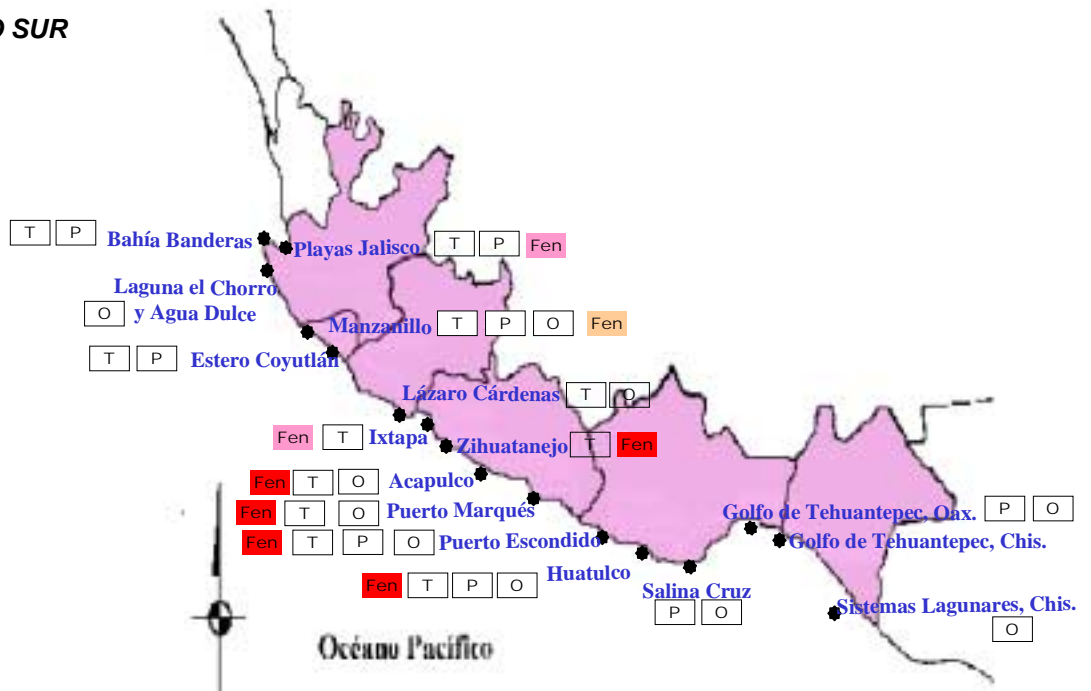 O SUR
T P Bahía Banderas
Playas Jalisco T P Fen
Laguna el Chorro
O y Agua Dulce
Manzanillo T P O Fen
T P Estero Coyutlán
Lázaro Cárdenas T O
Fen T Ixtapa
Zihuatanejo T Fen
Fen T O Acapulco
Fen T O Puerto Marqués
Golfo de Tehuantepec, Oax. P O
Fen T P O Puerto Escondido
Golfo de Tehuantepec, Chis.
Huatulco
Fen T P O
Salina Cruz
P O
Sistemas Lagunares, Chis.
O
Océano Pacífico